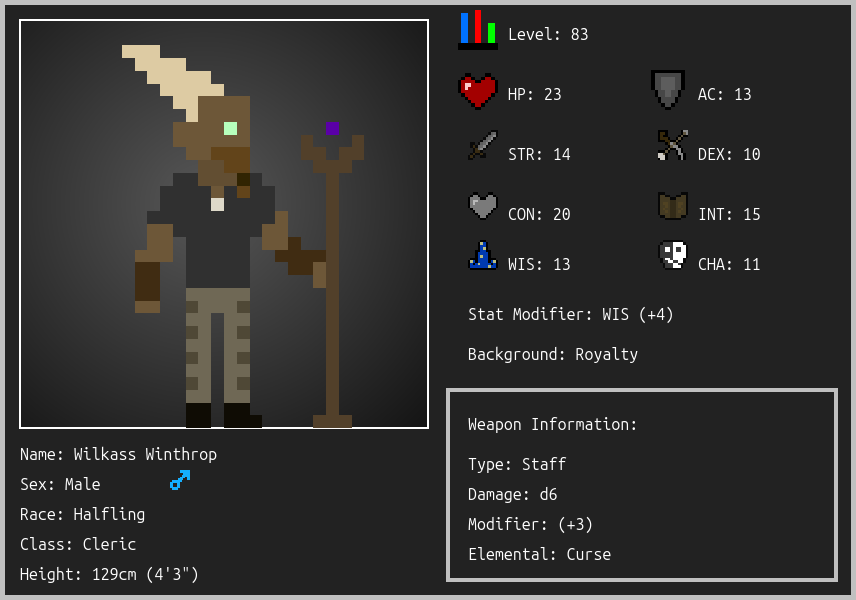 Level: 83
HP: 23
AC: 13
STR: 14
DEX: 10
CON: 20
INT: 15
WIS: 13
CHA: 11
Stat Modifier: WIS (+4)
Background: Royalty
Weapon Information:
Type: Staff
Damage: d6
Modifier: (+3)
Elemental: Curse
Name: Wilkass Winthrop
Sex: Male
Race: Halfling
Class: Cleric
Height: 129cm (4'3")